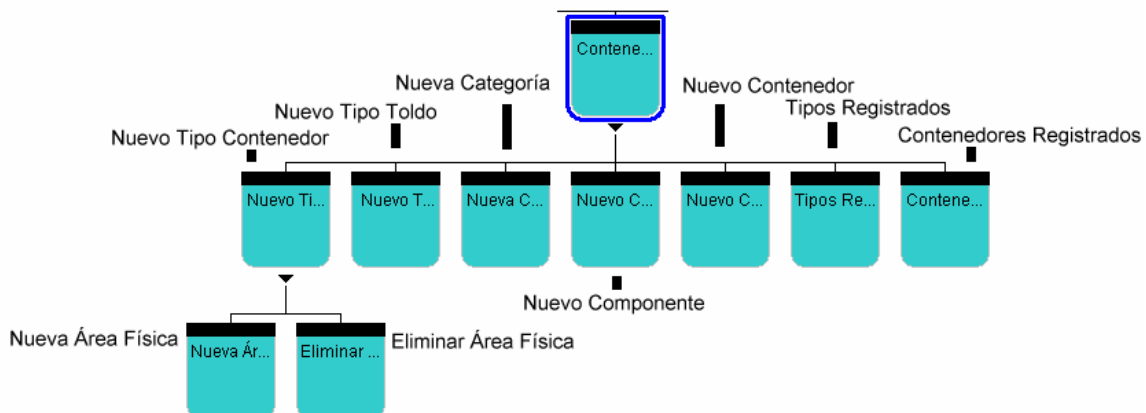 Contene...
Nueva Categoría
Nuevo Contenedor
Nuevo Tipo Toldo
Tipos Registrados
Nuevo Tipo Contenedor
Contenedores Registrados
Nuevo Ti...
Nuevo T...
Nueva C...
Nuevo C...
Nuevo C...
Tipos Re...
Contene...
Nuevo Componente
Nueva Área Física
Nueva Ár...
Eliminar ...
Eliminar Área Física